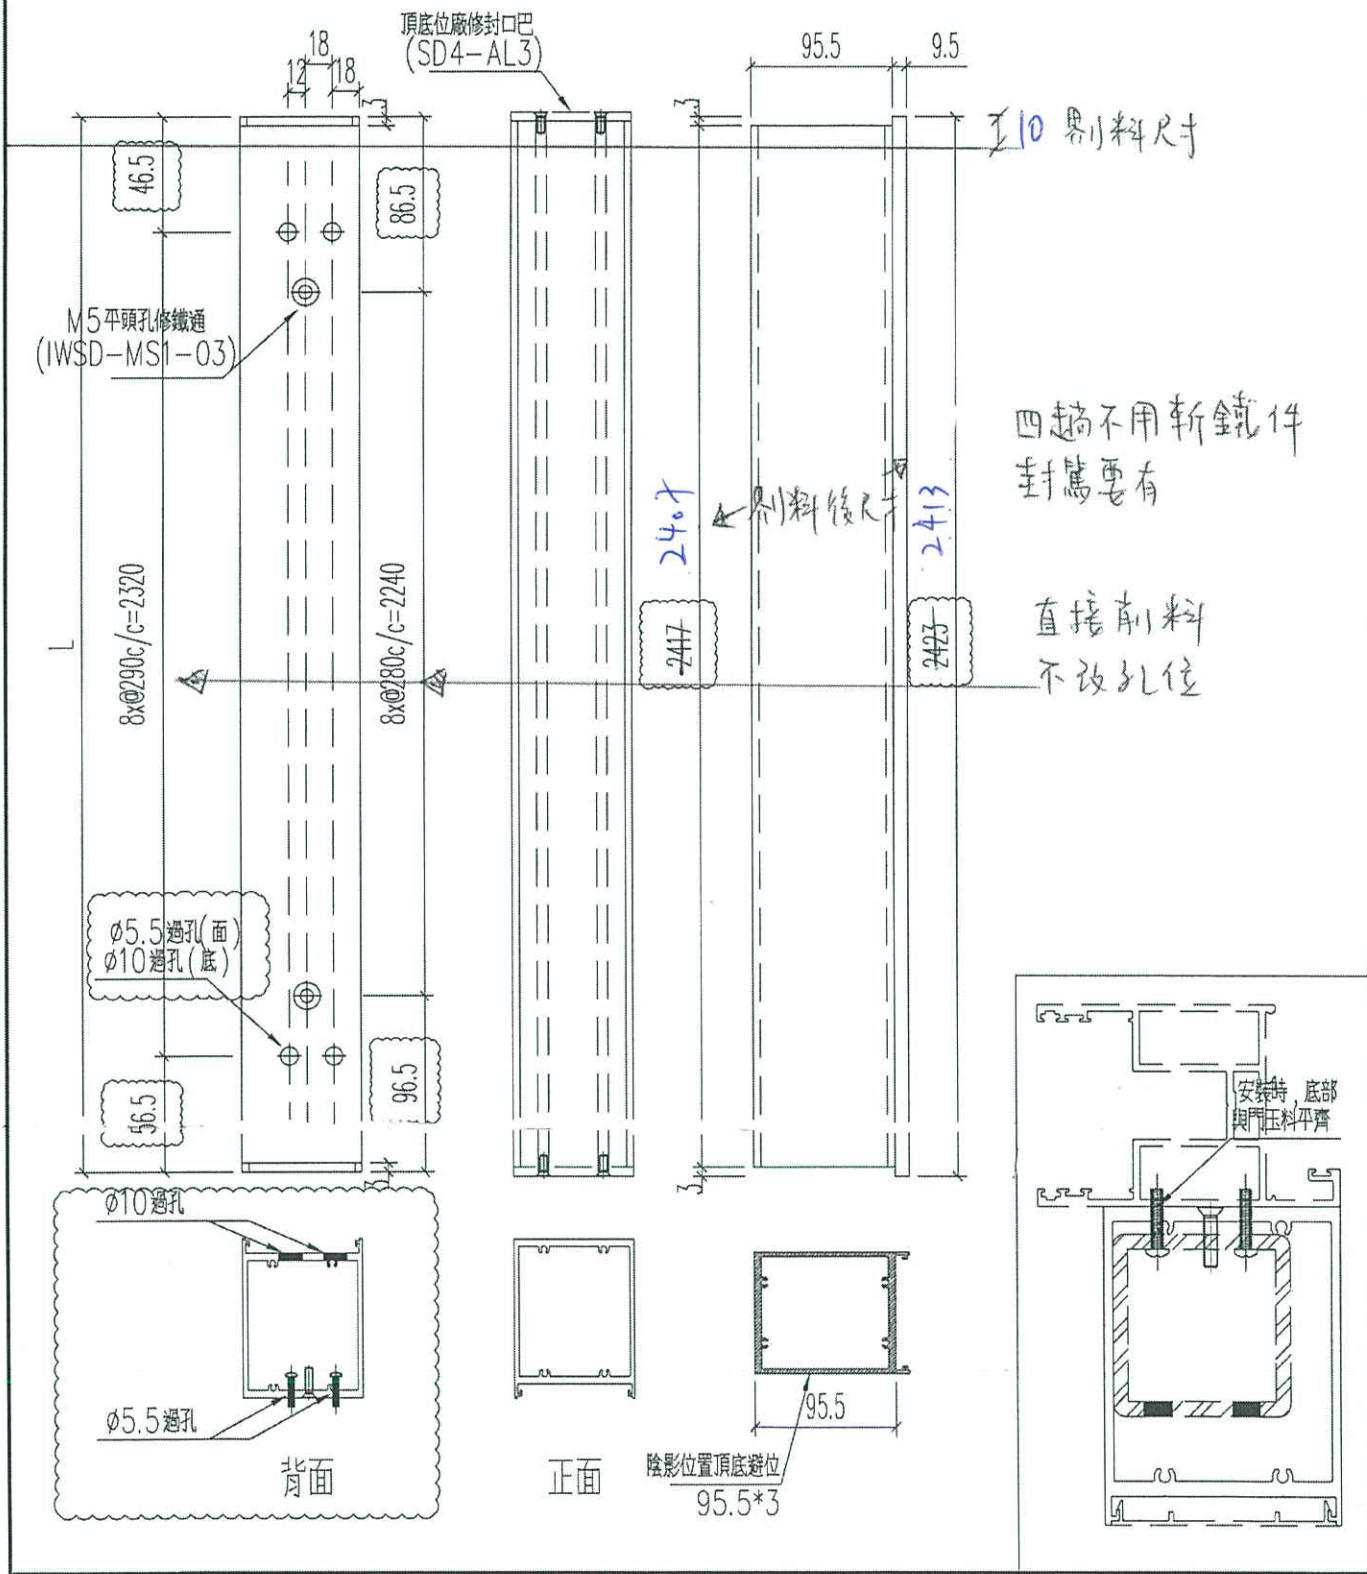 頂底位廠修封口巴
(SD4-AL3)
18
12
18
3
3
95.5
9.5
10 界料尺寸
46.5
86.5
M5平頭孔修鐵通
(IWSD-MS1-03)
四趟不用斬鐵件
封篤要有
界料後尺寸
2407
2413
L
8x@290c/c=2320
8x@280c/c=2240
2417
2423
直接削料
不改孔位
ø5.5過孔(面)
ø10過孔(底)
56.5
96.5
3
3
安裝時，底部
與門玉料平齊
ø10過孔
ø5.5過孔
背面
正面
95.5
陰影位置頂底避位
95.5*3